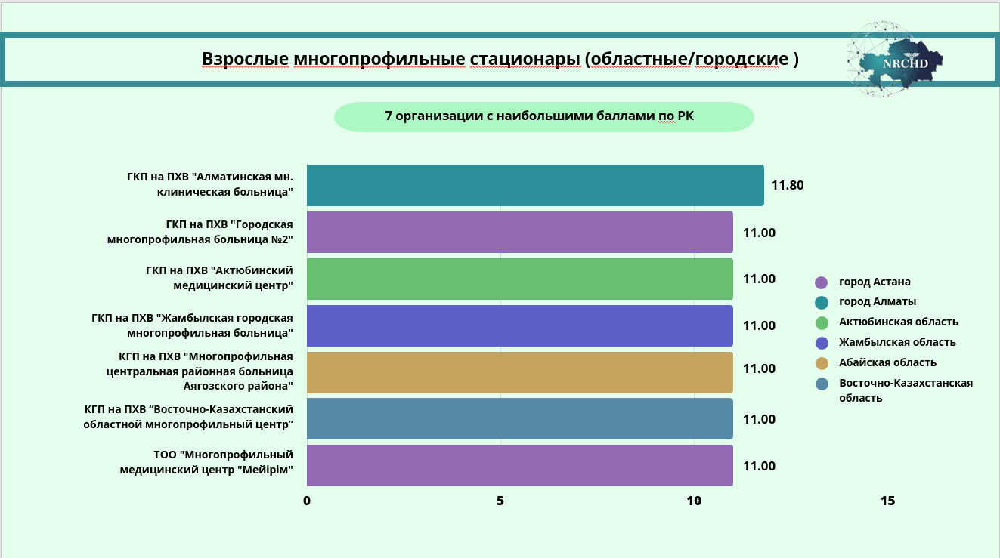 Взрослые многопрофильные стационары (областные/городские )
NRCHD
7 организации с наибольшими баллами по РК
ГКП на ПХВ "Алматинская мн.
клиническая больница"
11.80
ГКП на ПХВ "Городская
многопрофильная больница №2"
11.00
ГКП на ПХВ "Актюбинский
медицинский центр"
11.00
ГКП на ПХВ "Жамбылская городская
многопрофильная больница"
11.00
КГП на ПХВ "Многопрофильная
центральная районная больница
Аягозского района"
11.00
КГП на ПХВ “Восточно-Казахстанский
областной многопрофильный центр”
11.00
ТОО "Многопрофильный
медицинский центр "Мейірім"
11.00
0 5 10 15
город Астана
город Алматы
Актюбинская область
Жамбылская область
Абайская область
Восточно-Казахстанская
область